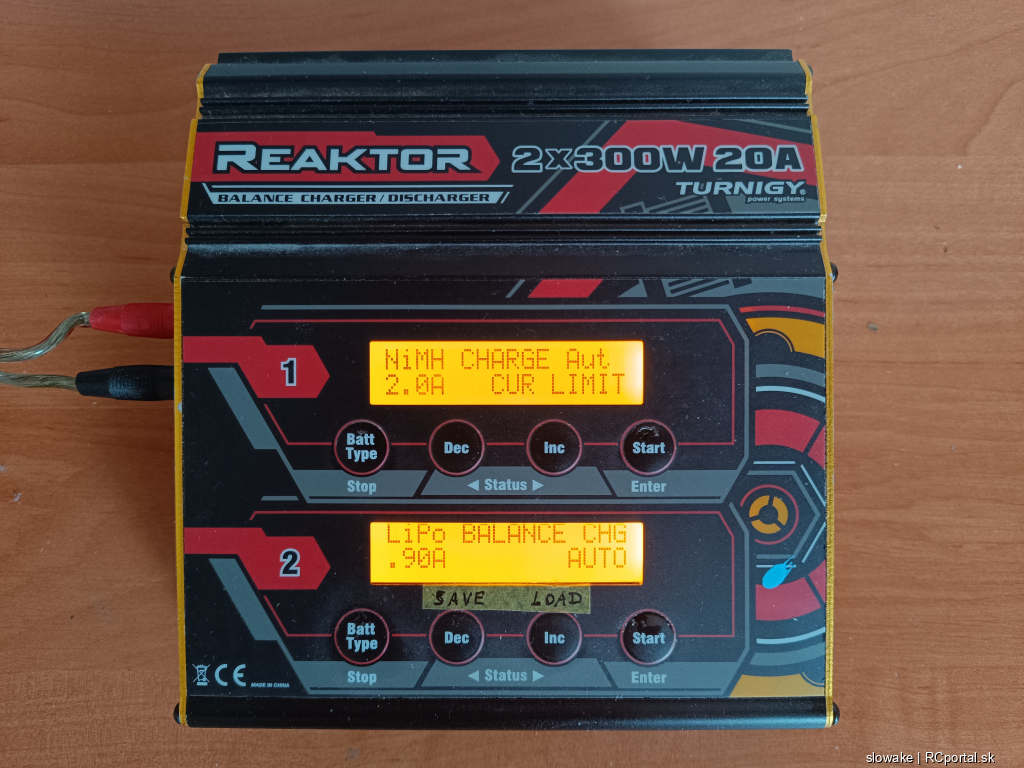 REAKTOR
2x300W 20A
BALANCE CHARGER/DISCHARGER
TURNIGY®
power systems
1
NiMH CHARGE Aut
2.0A CUR LIMIT
Batt Type
Dec
Inc
Start
Stop
◄ Status ►
Enter
2
LiPo BALANCE CHG
.90A AUTO
SAVE LOAD
Batt Type
Dec
Inc
Start
Stop
◄ Status ►
Enter
CE MADE IN CHINA
slowake | RCportal.sk